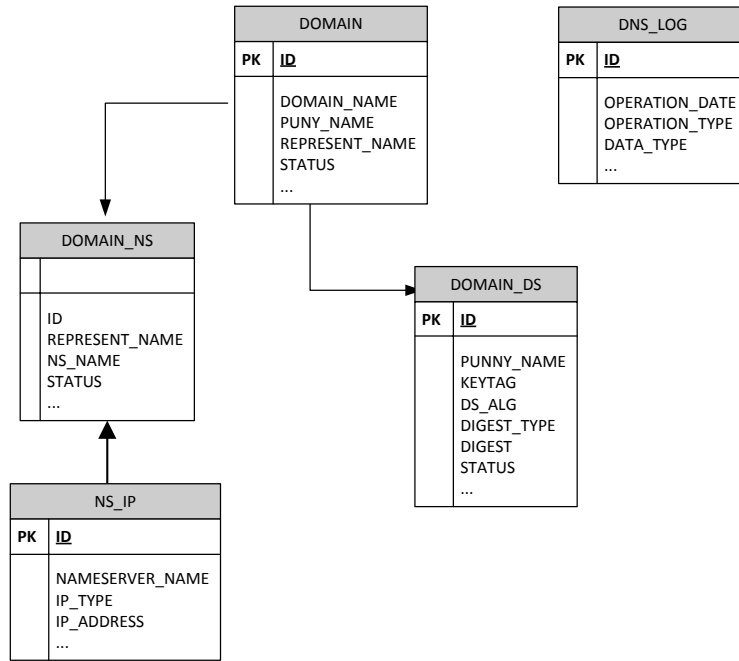 DOMAIN
PK ID
DOMAIN_NAME
PUNY_NAME
REPRESENT_NAME
STATUS
...
DNS_LOG
PK ID
OPERATION_DATE
OPERATION_TYPE
DATA_TYPE
...
DOMAIN_NS
ID
REPRESENT_NAME
NS_NAME
STATUS
...
DOMAIN_DS
PK ID
PUNNY_NAME
KEYTAG
DS_ALG
DIGEST_TYPE
DIGEST
STATUS
...
NS_IP
PK ID
NAMESERVER_NAME
IP_TYPE
IP_ADDRESS
...